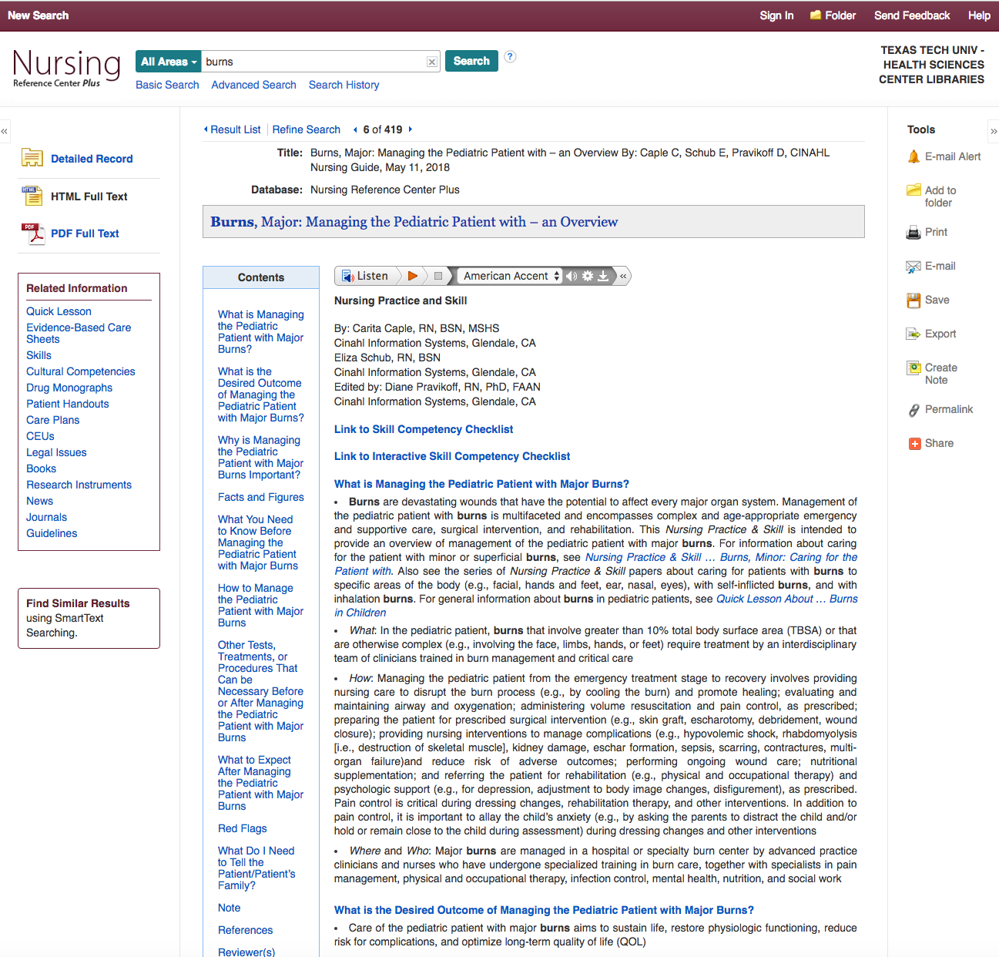 New Search
Sign In
Folder
Send Feedback
Help
Nursing
Reference Center Plus
All Areas
burns
Search
?
Basic Search
Advanced Search
Search History
TEXAS TECH UNIV -
HEALTH SCIENCES
CENTER LIBRARIES
«
Detailed Record
HTML
HTML Full Text
PDF
PDF Full Text
Related Information
Quick Lesson
Evidence-Based Care
Sheets
Skills
Cultural Competencies
Drug Monographs
Patient Handouts
Care Plans
CEUs
Legal Issues
Books
Research Instruments
News
Journals
Guidelines
Find Similar Results
using SmartText
Searching.
Result List
Refine Search
6 of 419
Title: Burns, Major: Managing the Pediatric Patient with – an Overview By: Caple C, Schub E, Pravikoff D, CINAHL
Nursing Guide, May 11, 2018
Database: Nursing Reference Center Plus
Burns, Major: Managing the Pediatric Patient with – an Overview
Contents
What is Managing
the Pediatric
Patient with Major
Burns?
What is the
Desired Outcome
of Managing the
Pediatric Patient
with Major Burns?
Why is Managing
the Pediatric
Patient with Major
Burns Important?
Facts and Figures
What You Need
to Know Before
Managing the
Pediatric Patient
with Major Burns
How to Manage
the Pediatric
Patient with Major
Burns
Other Tests,
Treatments, or
Procedures That
Can be
Necessary Before
or After Managing
the Pediatric
Patient with Major
Burns
What to Expect
After Managing
the Pediatric
Patient with Major
Burns
Red Flags
What Do I Need
to Tell the
Patient/Patient's
Family?
Note
References
Reviewer(s)
Listen
American Accent
«
Nursing Practice and Skill
By: Carita Caple, RN, BSN, MSHS
Cinahl Information Systems, Glendale, CA
Eliza Schub, RN, BSN
Cinahl Information Systems, Glendale, CA
Edited by: Diane Pravikoff, RN, PhD, FAAN
Cinahl Information Systems, Glendale, CA
Link to Skill Competency Checklist
Link to Interactive Skill Competency Checklist
What is Managing the Pediatric Patient with Major Burns?
• Burns are devastating wounds that have the potential to affect every major organ system. Management of
the pediatric patient with burns is multifaceted and encompasses complex and age-appropriate emergency
and supportive care, surgical intervention, and rehabilitation. This Nursing Practice & Skill is intended to
provide an overview of management of the pediatric patient with major burns. For information about caring
for the patient with minor or superficial burns, see Nursing Practice & Skill … Burns, Minor: Caring for the
Patient with. Also see the series of Nursing Practice & Skill papers about caring for patients with burns to
specific areas of the body (e.g., facial, hands and feet, ear, nasal, eyes), with self-inflicted burns, and with
inhalation burns. For general information about burns in pediatric patients, see Quick Lesson About … Burns
in Children
• What: In the pediatric patient, burns that involve greater than 10% total body surface area (TBSA) or that
are otherwise complex (e.g., involving the face, limbs, hands, or feet) require treatment by an interdisciplinary
team of clinicians trained in burn management and critical care
• How: Managing the pediatric patient from the emergency treatment stage to recovery involves providing
nursing care to disrupt the burn process (e.g., by cooling the burn) and promote healing; evaluating and
maintaining airway and oxygenation; administering volume resuscitation and pain control, as prescribed;
preparing the patient for prescribed surgical intervention (e.g., skin graft, escharotomy, debridement, wound
closure); providing nursing interventions to manage complications (e.g., hypovolemic shock, rhabdomyolysis
[i.e., destruction of skeletal muscle], kidney damage, eschar formation, sepsis, scarring, contractures, multi-
organ failure)and reduce risk of adverse outcomes; performing ongoing wound care; nutritional
supplementation; and referring the patient for rehabilitation (e.g., physical and occupational therapy) and
psychologic support (e.g., for depression, adjustment to body image changes, disfigurement), as prescribed.
Pain control is critical during dressing changes, rehabilitation therapy, and other interventions. In addition to
pain control, it is important to allay the child's anxiety (e.g., by asking the parents to distract the child and/or
hold or remain close to the child during assessment) during dressing changes and other interventions
• Where and Who: Major burns are managed in a hospital or specialty burn center by advanced practice
clinicians and nurses who have undergone specialized training in burn care, together with specialists in pain
management, physical and occupational therapy, infection control, mental health, nutrition, and social work
What is the Desired Outcome of Managing the Pediatric Patient with Major Burns?
• Care of the pediatric patient with major burns aims to sustain life, restore physiologic functioning, reduce
risk for complications, and optimize long-term quality of life (QOL)
Tools
»
E-mail Alert
Add to
folder
Print
E-mail
Save
Export
Create
Note
Permalink
Share